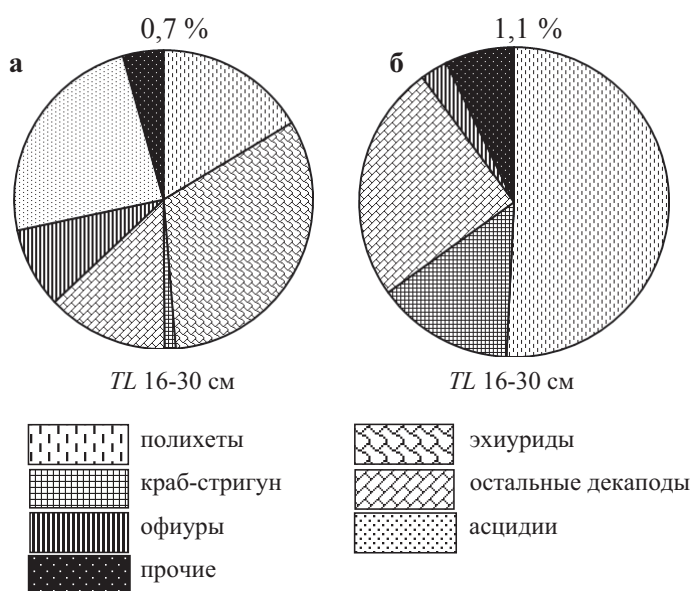 0,7 %
а
1,1 %
б
TL 16-30 см
TL 16-30 см
полихеты
краб-стригун
офиуры
прочие
эхиуриды
остальные декаподы
асцидии